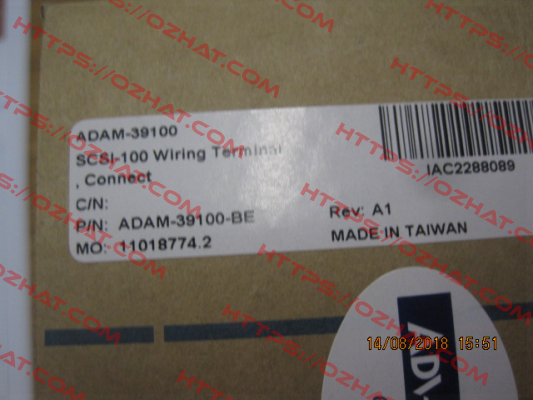 ADAM-39100
SCSI-100 Wiring Terminal
, Connect
C/N:
P/N: ADAM-39100-BE
MO: 11018774.2
IAC2288089
Rev: A1
MADE IN TAIWAN
ADV
14/08/2018 15:51
HTTPS://OZHAT.COM